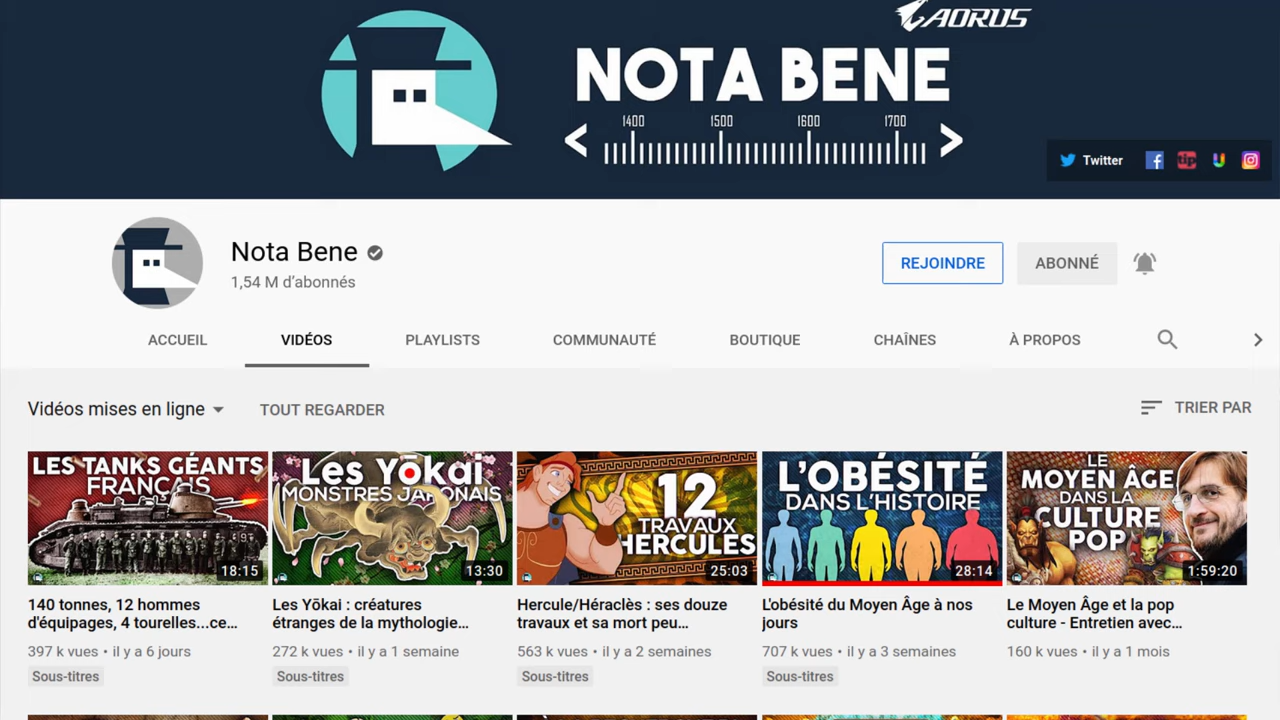 AORUS
NOTA BENE
1400 1500 1600 1700
Twitter
tip
Nota Bene
1,54 M d'abonnés
REJOINDRE
ABONNÉ
ACCUEIL
VIDÉOS
PLAYLISTS
COMMUNAUTÉ
BOUTIQUE
CHAÎNES
À PROPOS
Vidéos mises en ligne
TOUT REGARDER
TRIER PAR
LES TANKS GÉANTS
FRANÇAIS
18:15
140 tonnes, 12 hommes
d'équipages, 4 tourelles...ce...
397 k vues • il y a 6 jours
Sous-titres
Les Yōkai
MONSTRES JAPONAIS
13:30
Les Yōkai : créatures
étranges de la mythologie...
272 k vues • il y a 1 semaine
Sous-titres
12
TRAVAUX
HERCULES
25:03
Hercule/Héraclès : ses douze
travaux et sa mort peu...
563 k vues • il y a 2 semaines
Sous-titres
L'OBÉSITÉ
DANS L'HISTOIRE
28:14
L'obésité du Moyen Âge à nos
jours
707 k vues • il y a 3 semaines
Sous-titres
LE
MOYEN ÂGE
DANS LA
CULTURE
POP
1:59:20
Le Moyen Âge et la pop
culture - Entretien avec...
160 k vues • il y a 1 mois